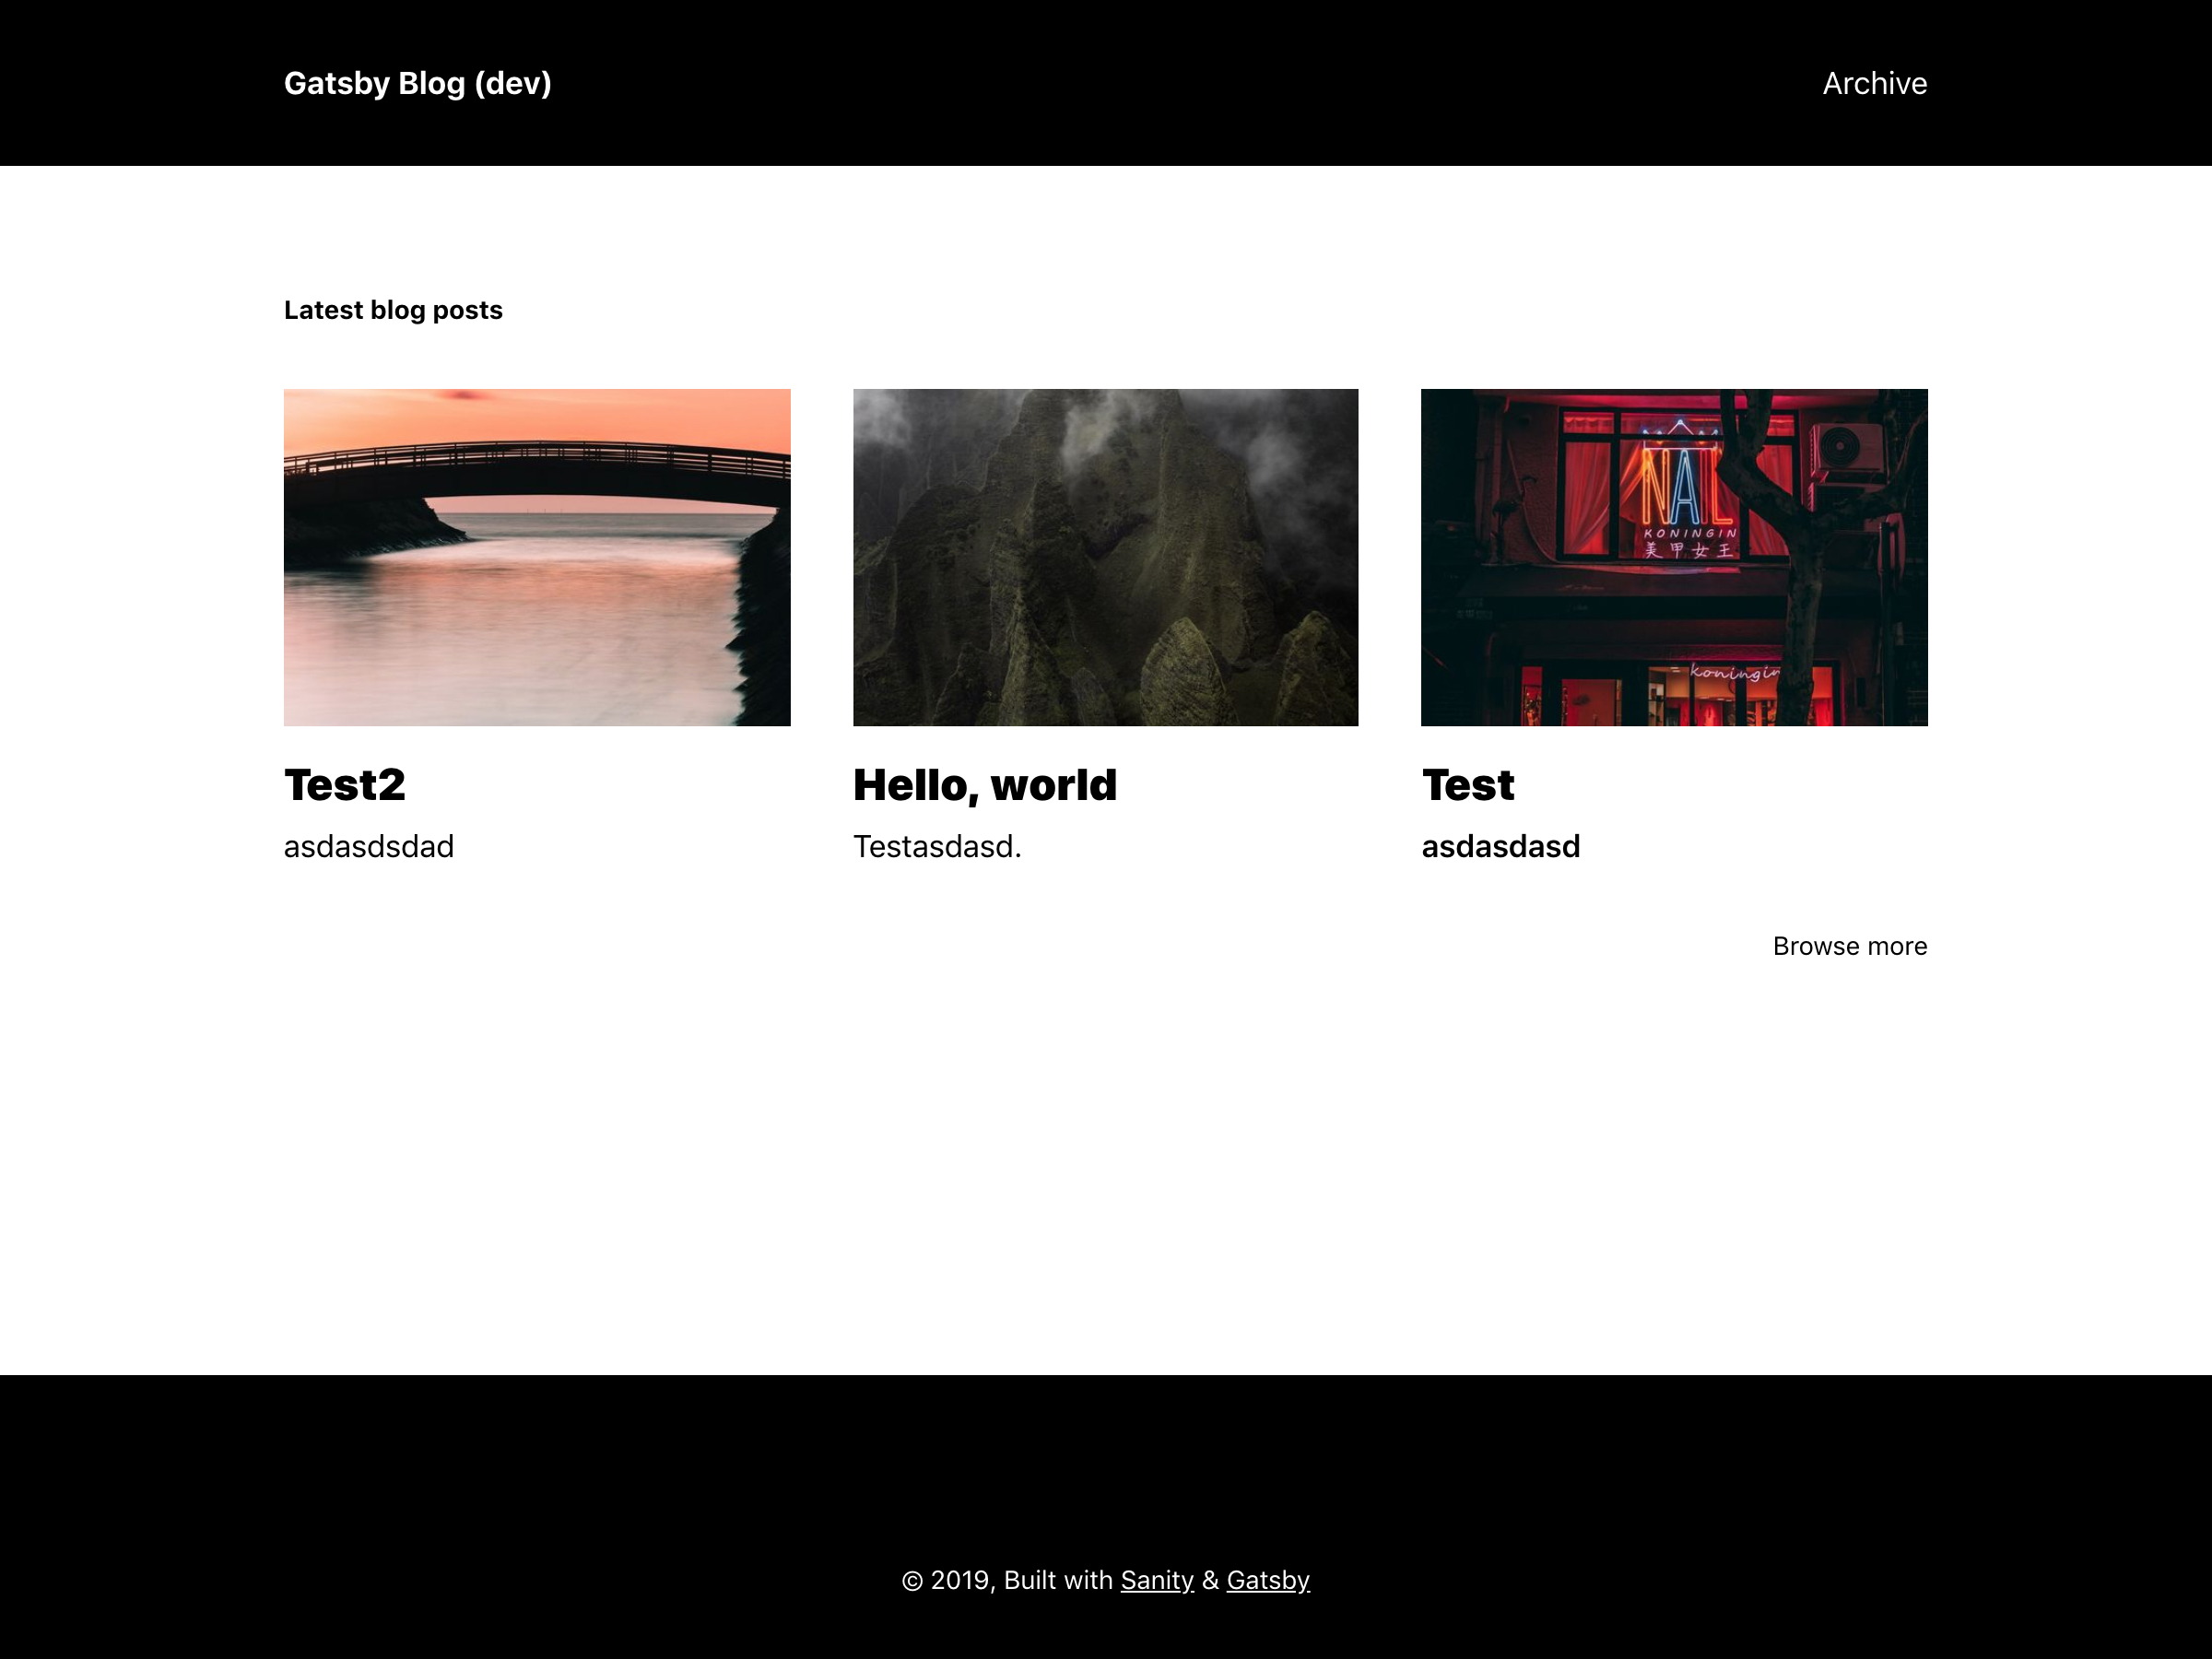 Gatsby Blog (dev)
Archive
Latest blog posts
NAIL
KONINGIN
美甲女王
koningin
Test2
asdasdsdad
Hello, world
Testasdasd.
Test
asdasdasd
Browse more
© 2019, Built with Sanity & Gatsby